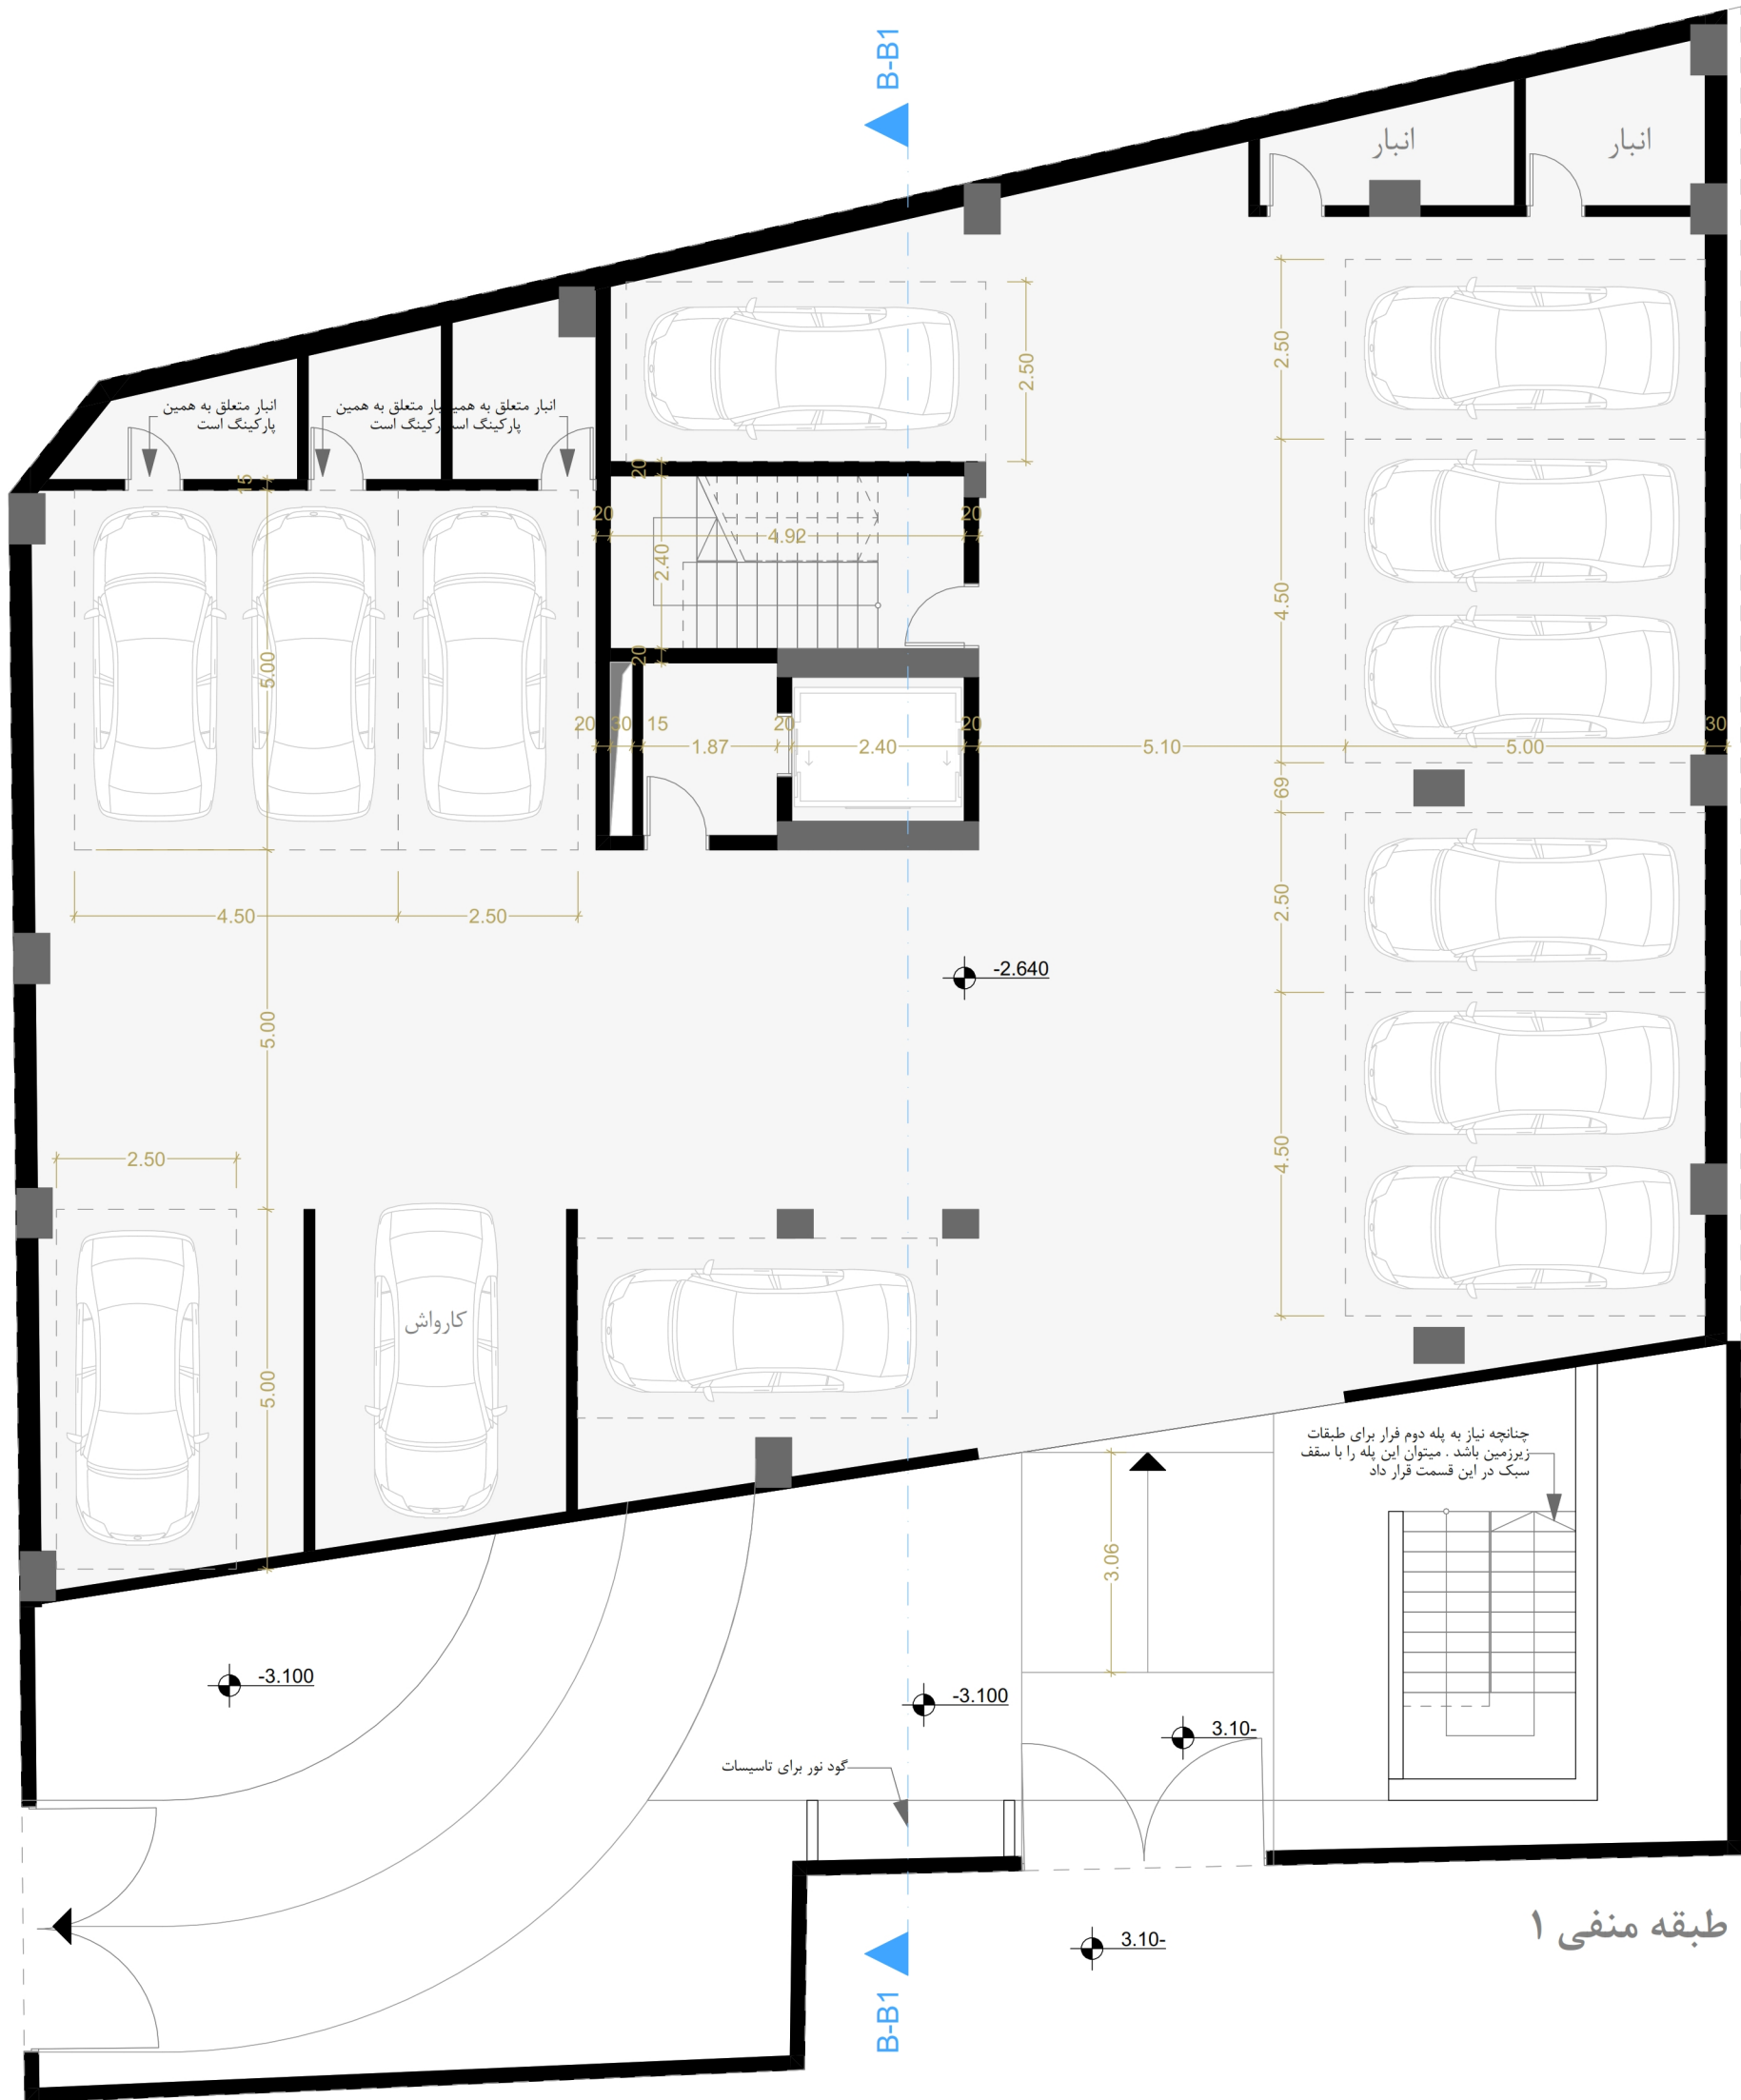 B-B1
انبار
انبار
2.50
2.50
انبار متعلق به همین
پارکینگ است
انبار متعلق به همین
پارکینگ است
انبار متعلق به همین
پارکینگ است
15
20
20
4.92
20
2.40
20
4.50
5.00
20
30
15
1.87
20
2.40
20
5.10
5.00
30
69
4.50
2.50
2.50
-2.640
5.00
2.50
4.50
5.00
کارواش
چنانچه نیاز به پله دوم فرار برای طبقات
زیرزمین باشد . میتوان این پله را با سقف
سبک در این قسمت قرار داد
3.06
-3.100
-3.100
3.10-
گود نور برای تاسیسات
3.10-
طبقه منفی ۱
B-B1